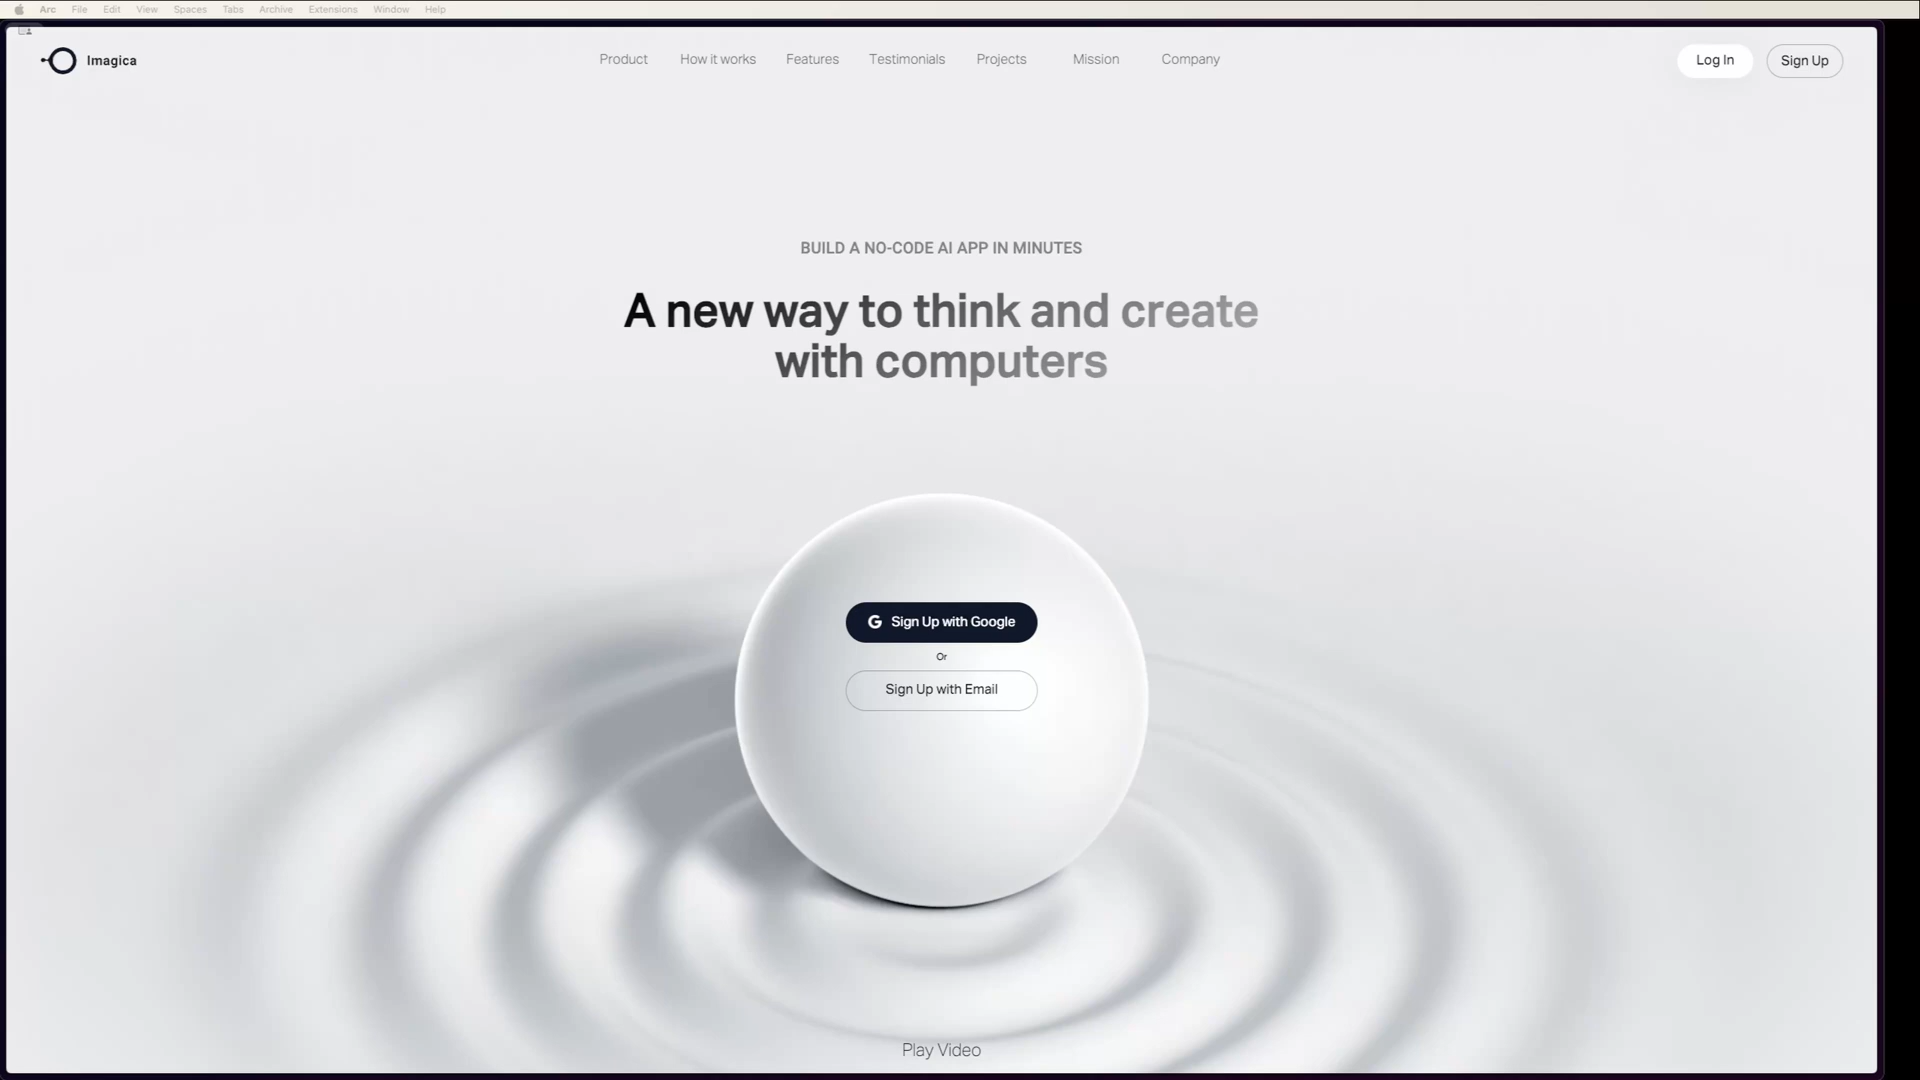 Arc File Edit View Spaces Tabs Archive Extensions Window Help
Imagica
Product How it works Features Testimonials Projects Mission Company
Log In Sign Up
BUILD A NO-CODE AI APP IN MINUTES
A new way to think and create
with computers
Sign Up with Google
Or
Sign Up with Email
Play Video